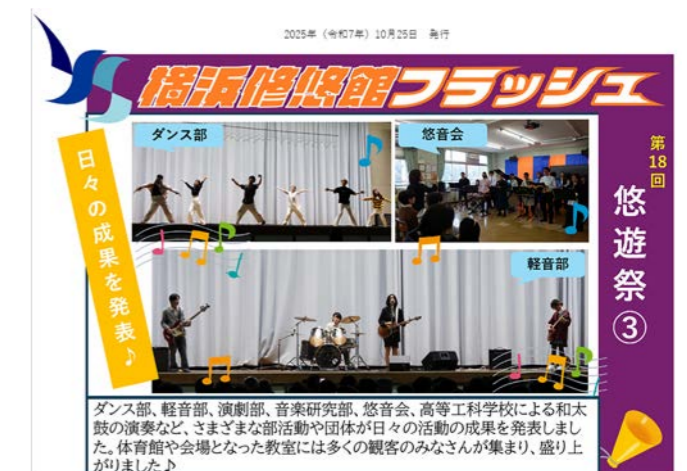 2025年（令和7年）10月25日　発行
横浜修悠館フラッシュ
第18回
悠遊祭③
日々の成果を発表♪
ダンス部
悠音会
軽音部
ダンス部、軽音部、演劇部、音楽研究部、悠音会、高等工科学校による和太
鼓の演奏など、さまざまな部活動や団体が日々の活動の成果を発表しまし
た。体育館や会場となった教室には多くの観客のみなさんが集まり、盛り上
がりました♪